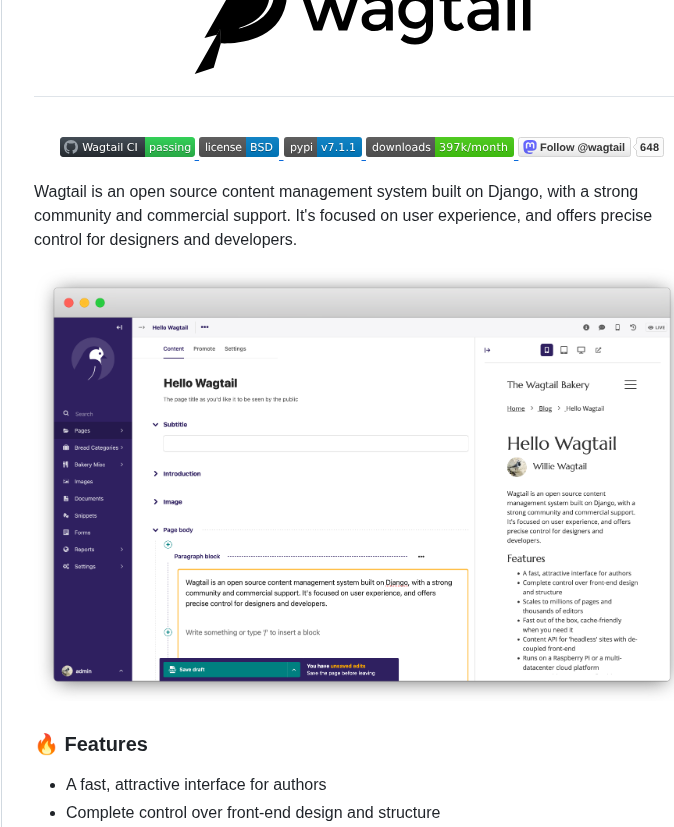 wagtail
Wagtail CI passing license BSD pypi v7.1.1 downloads 397k/month Follow @wagtail 648
Wagtail is an open source content management system built on Django, with a strong
community and commercial support. It's focused on user experience, and offers precise
control for designers and developers.
Hello Wagtail
LIVE
Content Promote Settings
Hello Wagtail
The page title as you'd like it to be seen by the public
Subtitle
Introduction
Image
Page body
Paragraph block
Wagtail is an open source content management system built on Django, with a strong
community and commercial support. It's focused on user experience, and offers
precise control for designers and developers.
Write something or type '/' to insert a block
Save draft
You have unsaved edits
Save the page before leaving
Search
Pages
Breed Categories
Bakery Misc
Images
Documents
Snippets
Forms
Reports
Settings
admin
The Wagtail Bakery
Home > Blog > Hello Wagtail
Hello Wagtail
Willie Wagtail
Wagtail is an open source content
management system built on Django, with a
strong community and commercial support.
It's focused on user experience, and offers
precise control for designers and
developers.
Features
• A fast, attractive interface for authors
• Complete control over front-end design
and structure
• Scales to millions of pages and
thousands of editors
• Fast out of the box, cache-friendly
when you need it
• Content API for 'headless' sites with de-
coupled front-end
• Runs on a Raspberry PI or a multi-
datacenter cloud platform
🔥 Features
• A fast, attractive interface for authors
• Complete control over front-end design and structure